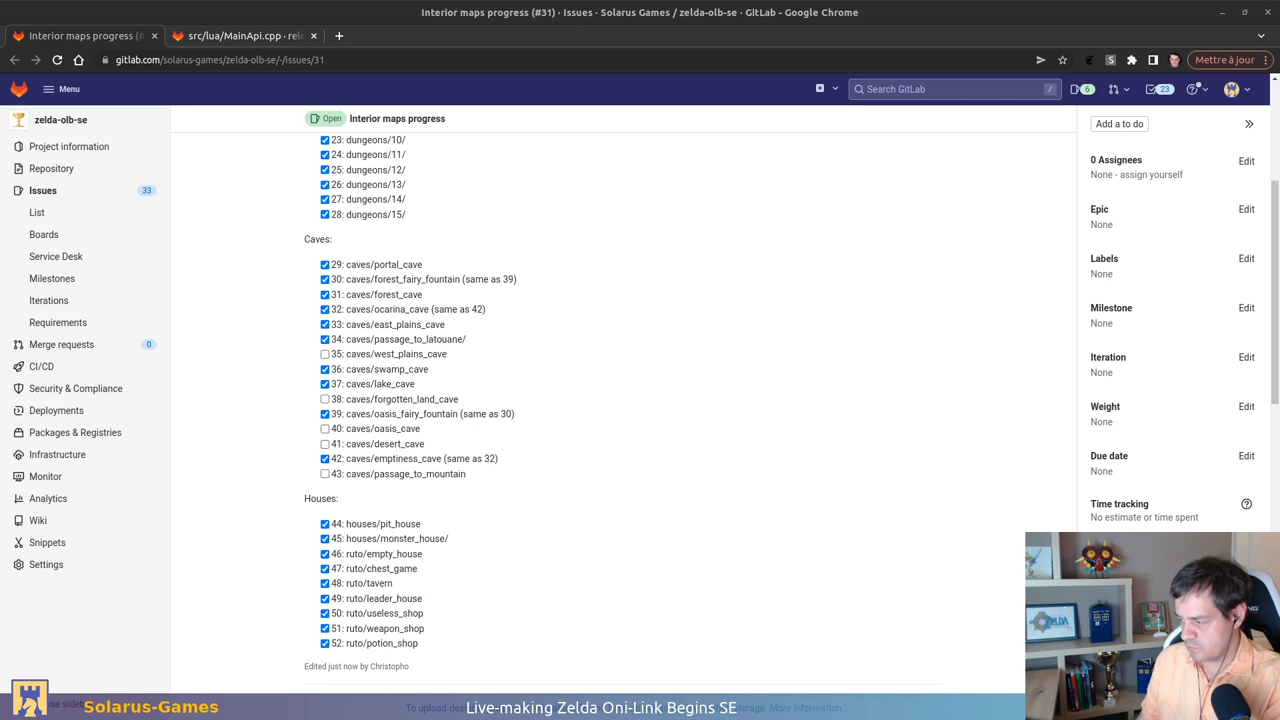 Interior maps progress (#31) · Issues · Solarus Games / zelda-olb-se · GitLab - Google Chrome
Interior maps progress (#
src/lua/MainApi.cpp · rel
gitlab.com/solarus-games/zelda-olb-se/-/issues/31
Mettre à jour
Menu
Search GitLab
/
6
23
zelda-olb-se
Project information
Repository
Issues
33
List
Boards
Service Desk
Milestones
Iterations
Requirements
Merge requests
0
CI/CD
Security & Compliance
Deployments
Packages & Registries
Infrastructure
Monitor
Analytics
Wiki
Snippets
Settings
Open
Interior maps progress
23: dungeons/10/
24: dungeons/11/
25: dungeons/12/
26: dungeons/13/
27: dungeons/14/
28: dungeons/15/
Caves:
29: caves/portal_cave
30: caves/forest_fairy_fountain (same as 39)
31: caves/forest_cave
32: caves/ocarina_cave (same as 42)
33: caves/east_plains_cave
34: caves/passage_to_latouane/
35: caves/west_plains_cave
36: caves/swamp_cave
37: caves/lake_cave
38: caves/forgotten_land_cave
39: caves/oasis_fairy_fountain (same as 30)
40: caves/oasis_cave
41: caves/desert_cave
42: caves/emptiness_cave (same as 32)
43: caves/passage_to_mountain
Houses:
44: houses/pit_house
45: houses/monster_house/
46: ruto/empty_house
47: ruto/chest_game
48: ruto/tavern
49: ruto/leader_house
50: ruto/useless_shop
51: ruto/weapon_shop
52: ruto/potion_shop
Edited just now by Christopho
Add a to do
0 Assignees
Edit
None - assign yourself
Epic
Edit
None
Labels
Edit
None
Milestone
Edit
None
Iteration
Edit
None
Weight
Edit
None
Due date
Edit
None
Time tracking
No estimate or time spent
Solarus-Games
Live-making Zelda Oni-Link Begins SE
To upload des
orage. More information